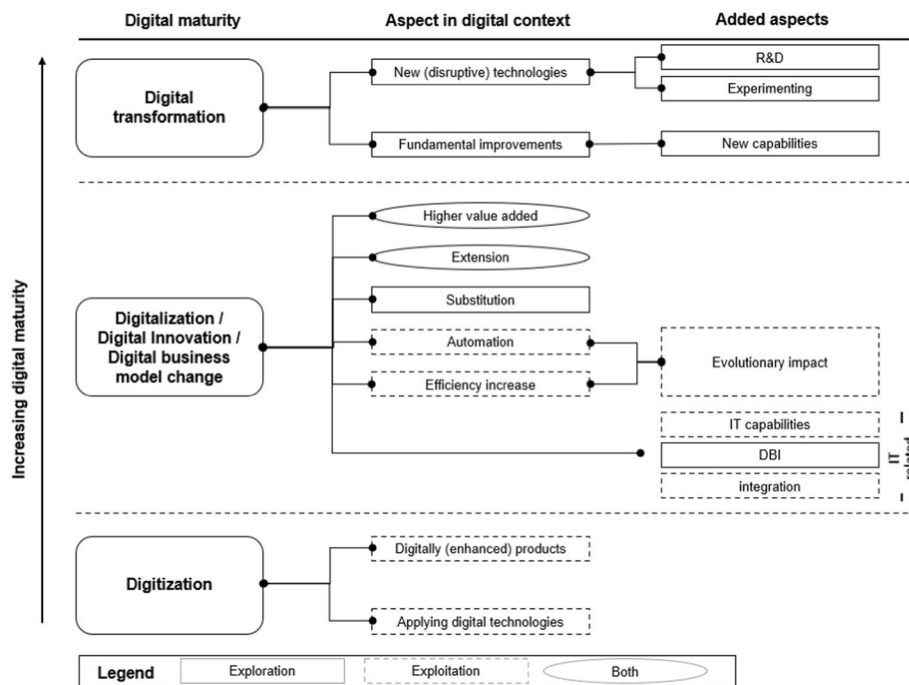 Digital maturity
Aspect in digital context
Added aspects
Increasing digital maturity
Digital
transformation
New (disruptive) technologies
R&D
Experimenting
Fundamental improvements
New capabilities
Digitalization /
Digital Innovation /
Digital business
model change
Higher value added
Extension
Substitution
Automation
Efficiency increase
Evolutionary impact
IT capabilities
DBI
integration
IT
related
Digitization
Digitally (enhanced) products
Applying digital technologies
Legend
Exploration
Exploitation
Both